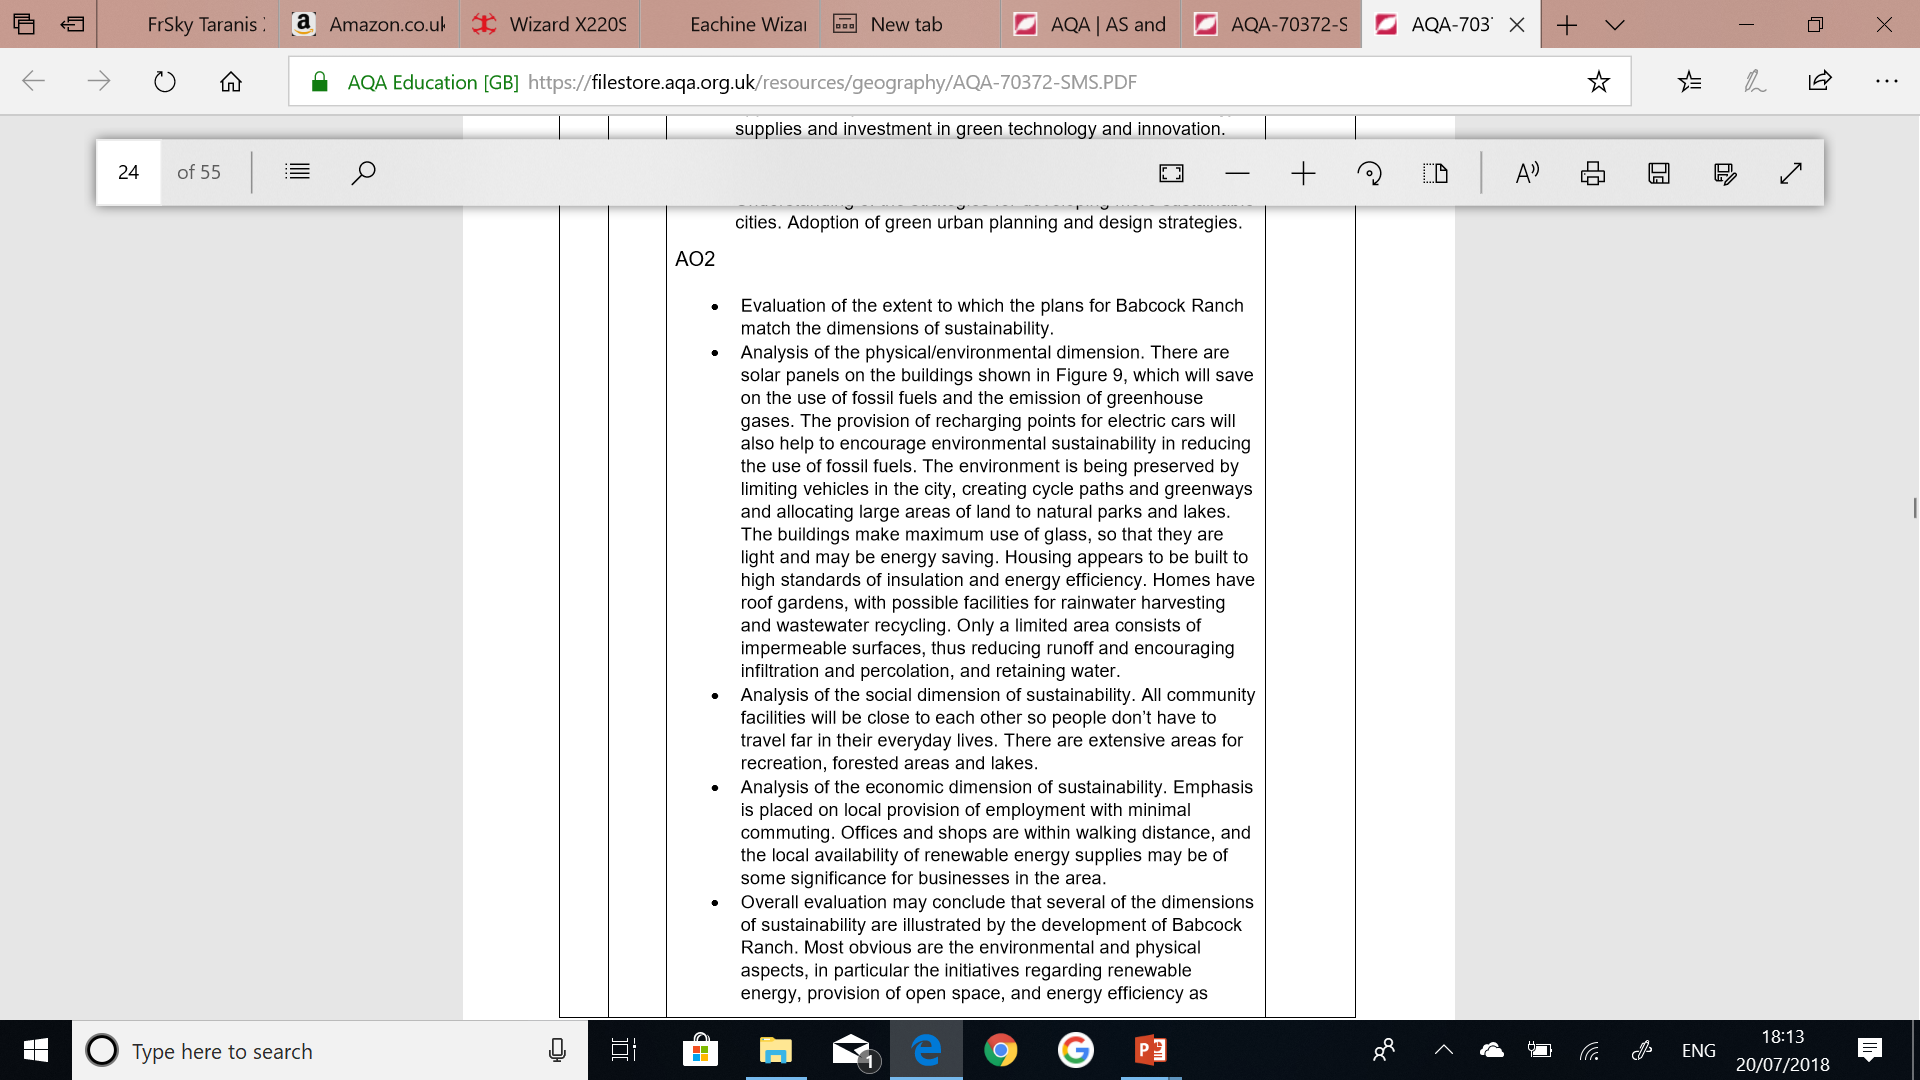 FrSky Taranis
Amazon.co.uk
Wizard X220S
Eachine Wizar
New tab
AQA | AS and
AQA-70372-S
AQA-703
AQA Education [GB] https://filestore.aqa.org.uk/resources/geography/AQA-70372-SMS.PDF
supplies and investment in green technology and innovation.
24 of 55
cities. Adoption of green urban planning and design strategies.
AO2
• Evaluation of the extent to which the plans for Babcock Ranch
match the dimensions of sustainability.
• Analysis of the physical/environmental dimension. There are
solar panels on the buildings shown in Figure 9, which will save
on the use of fossil fuels and the emission of greenhouse
gases. The provision of recharging points for electric cars will
also help to encourage environmental sustainability in reducing
the use of fossil fuels. The environment is being preserved by
limiting vehicles in the city, creating cycle paths and greenways
and allocating large areas of land to natural parks and lakes.
The buildings make maximum use of glass, so that they are
light and may be energy saving. Housing appears to be built to
high standards of insulation and energy efficiency. Homes have
roof gardens, with possible facilities for rainwater harvesting
and wastewater recycling. Only a limited area consists of
impermeable surfaces, thus reducing runoff and encouraging
infiltration and percolation, and retaining water.
• Analysis of the social dimension of sustainability. All community
facilities will be close to each other so people don’t have to
travel far in their everyday lives. There are extensive areas for
recreation, forested areas and lakes.
• Analysis of the economic dimension of sustainability. Emphasis
is placed on local provision of employment with minimal
commuting. Offices and shops are within walking distance, and
the local availability of renewable energy supplies may be of
some significance for businesses in the area.
• Overall evaluation may conclude that several of the dimensions
of sustainability are illustrated by the development of Babcock
Ranch. Most obvious are the environmental and physical
aspects, in particular the initiatives regarding renewable
energy, provision of open space, and energy efficiency as
Type here to search
1
ENG
18:13
20/07/2018